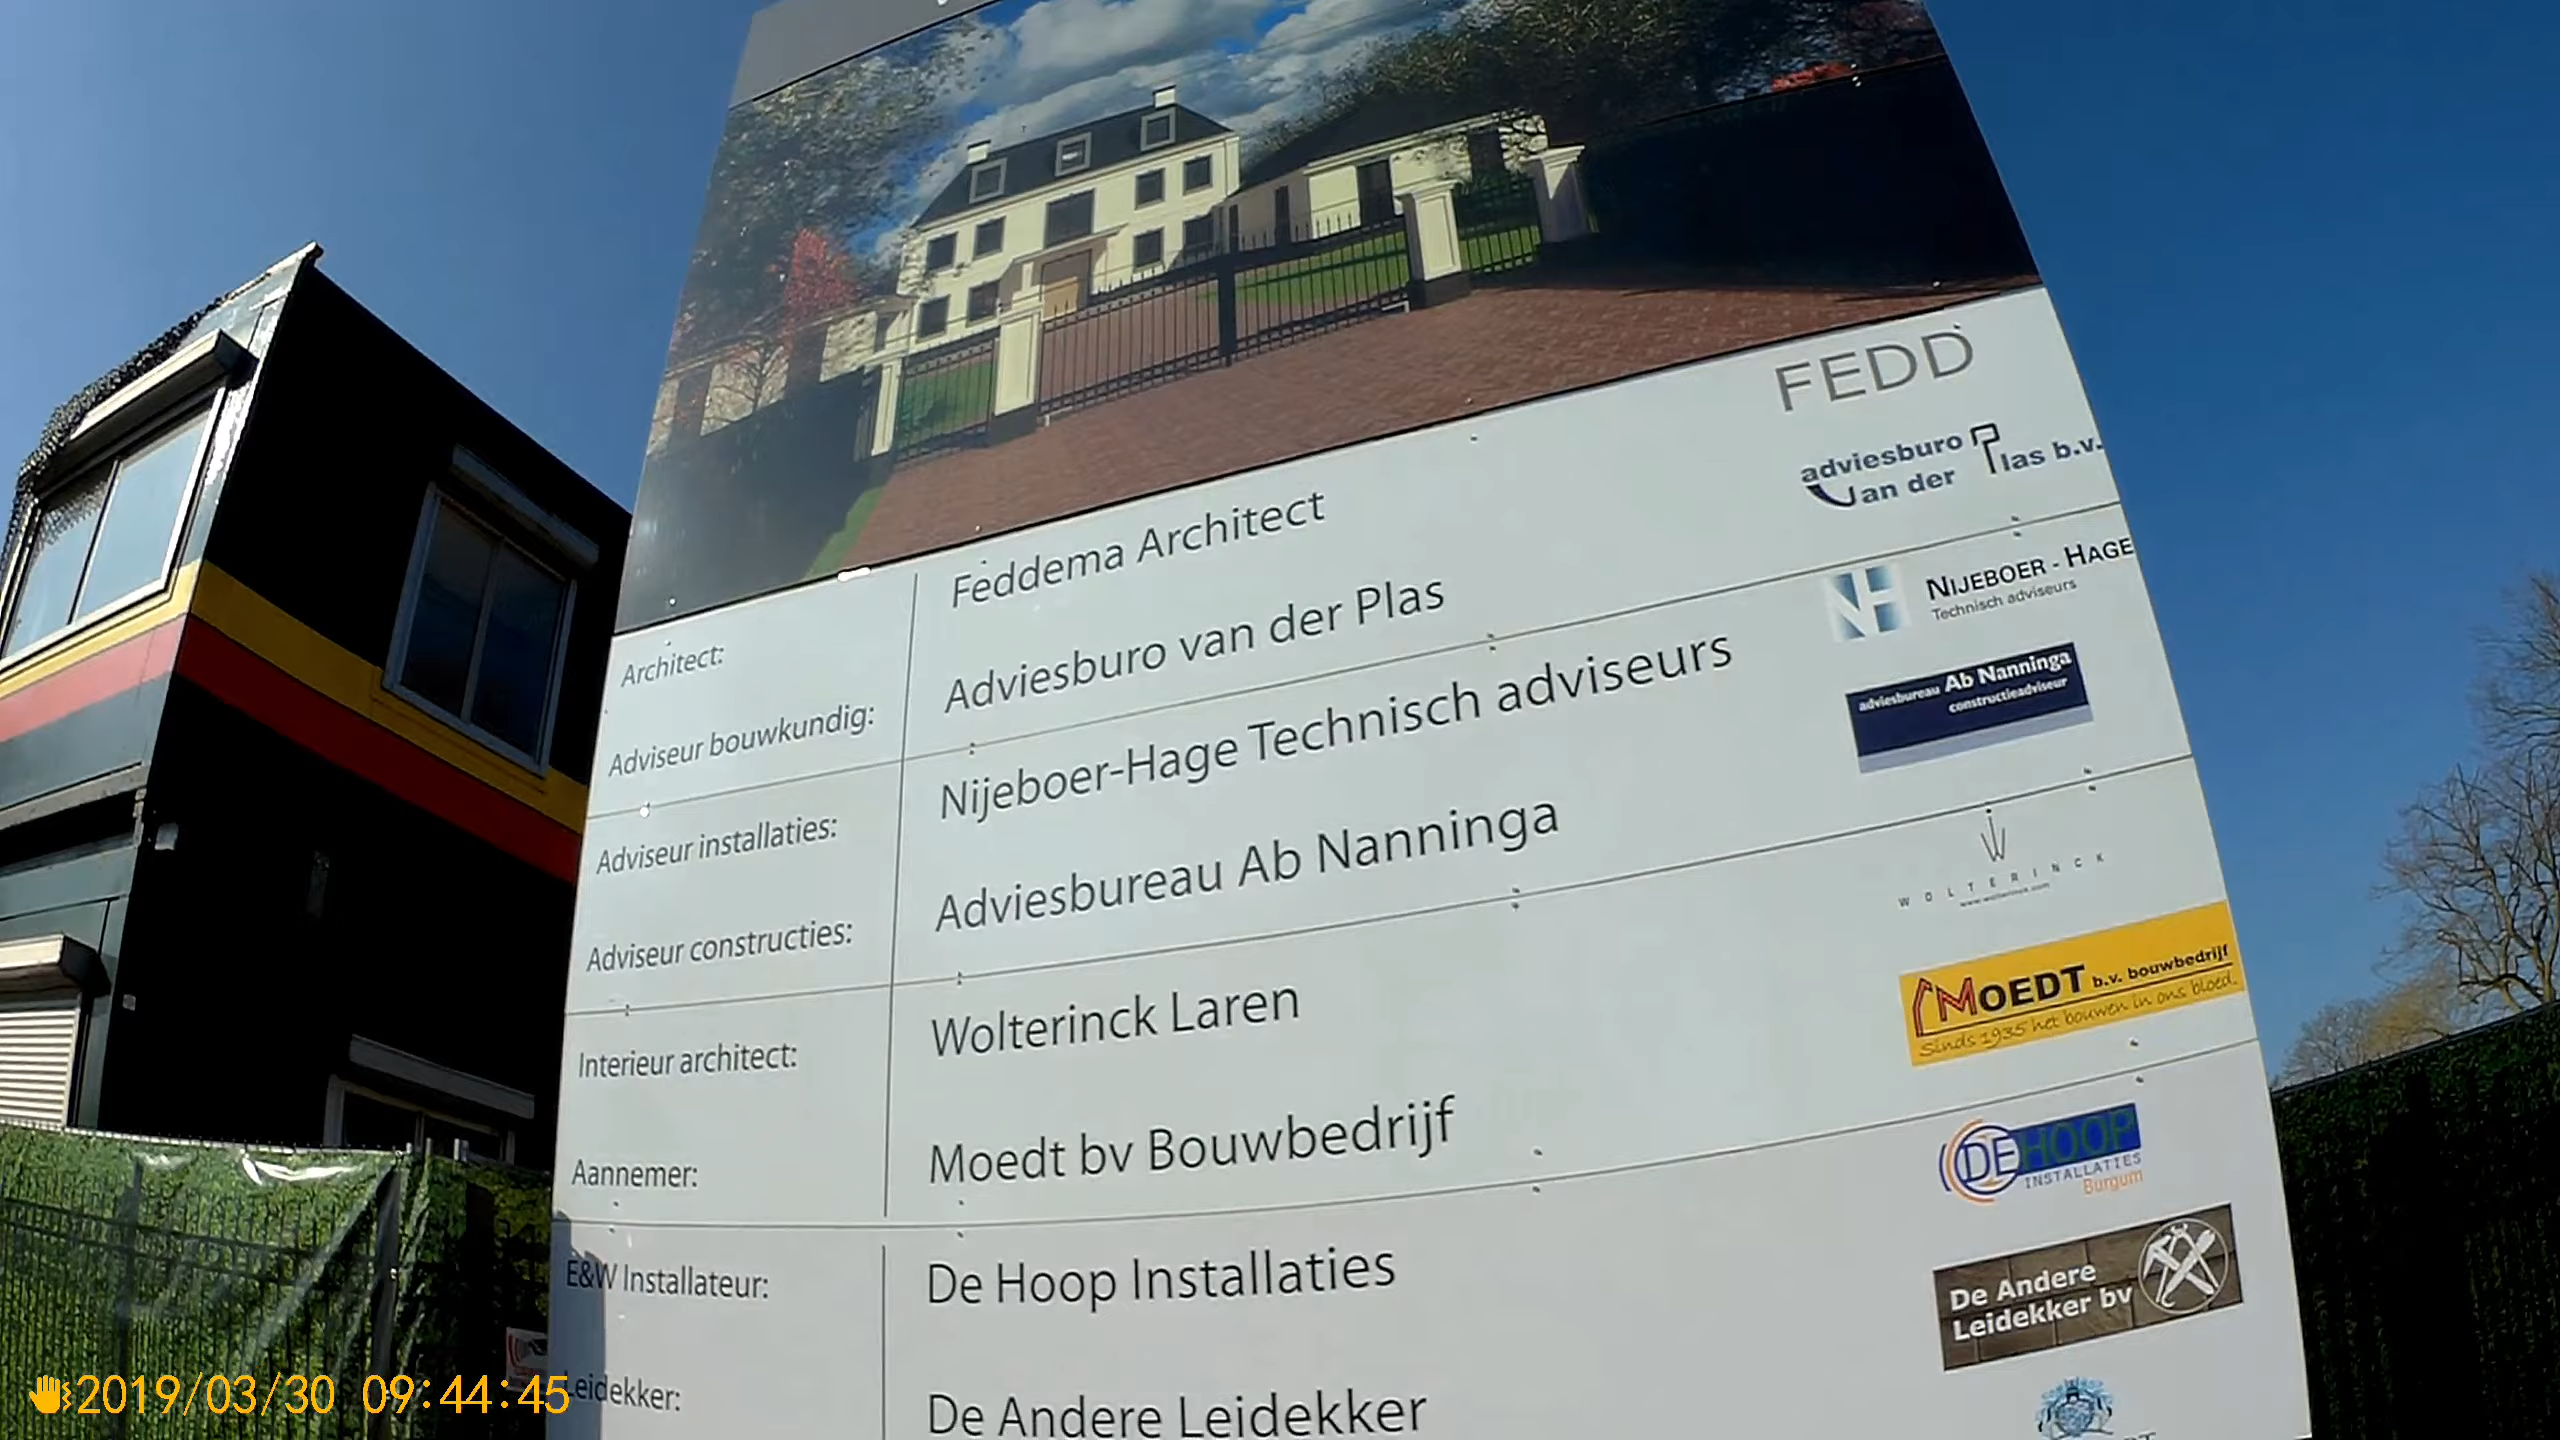 FEDD
Architect: Feddema Architect
adviesburo van der Plas b.v.
Adviseur bouwkundig: Adviesburo van der Plas
NIJEBOER - HAGE
Technisch adviseurs
Adviseur installaties: Nijeboer-Hage Technisch adviseurs
adviesbureau Ab Nanninga
constructieadviseur
Adviseur constructies: Adviesbureau Ab Nanninga
WOLTERINCK
www.wolterinck.com
Interieur architect: Wolterinck Laren
MOEDT b.v. bouwbedrijf
Sinds 1935 het bouwen in ons bloed.
Aannemer: Moedt bv Bouwbedrijf
DE HOOP
INSTALLATIES
Burgum
E&W Installateur: De Hoop Installaties
De Andere
Leidekker bv
Leidekker: De Andere Leidekker
2019/03/30 09:44:45